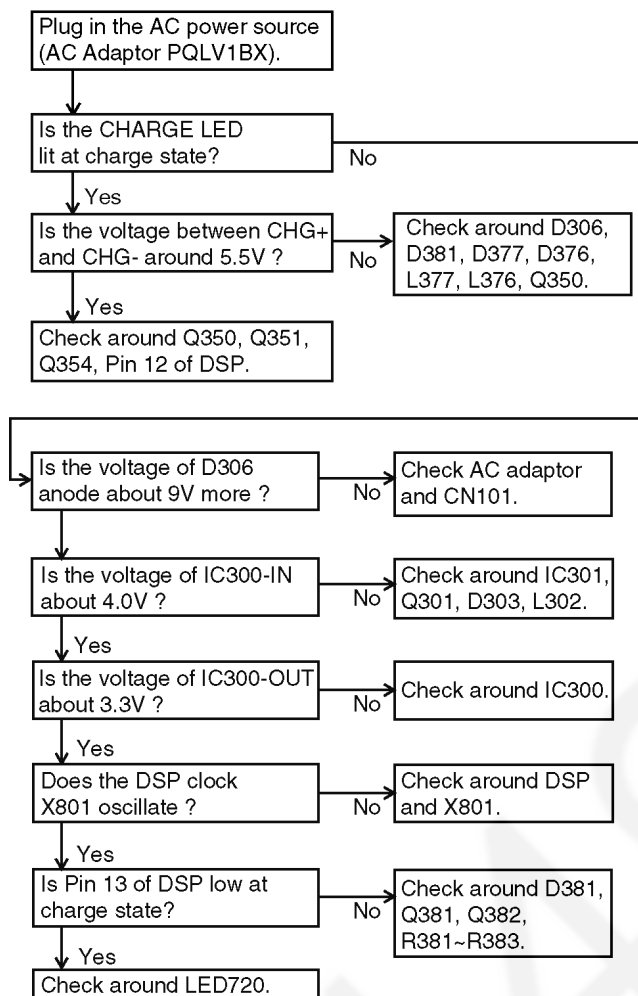 Plug in the AC power source
(AC Adaptor PQLV1BX).
Is the CHARGE LED
lit at charge state?
No
Yes
Is the voltage between CHG+
and CHG- around 5.5V ?
No
Check around D306,
D381, D377, D376,
L377, L376, Q350.
Yes
Check around Q350, Q351,
Q354, Pin 12 of DSP.
Is the voltage of D306
anode about 9V more ?
No
Check AC adaptor
and CN101.
Is the voltage of IC300-IN
about 4.0V ?
No
Check around IC301,
Q301, D303, L302.
Yes
Is the voltage of IC300-OUT
about 3.3V ?
No
Check around IC300.
Yes
Does the DSP clock
X801 oscillate ?
No
Check around DSP
and X801.
Yes
Is Pin 13 of DSP low at
charge state?
No
Check around D381,
Q381, Q382,
R381~R383.
Yes
Check around LED720.